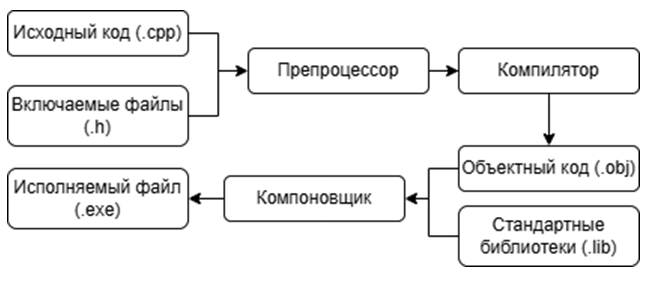 Исходный код (.cpp)
Препроцессор
Компилятор
Включаемые файлы
(.h)
Объектный код (.obj)
Исполняемый файл
(.exe)
Компоновщик
Стандартные
библиотеки (.lib)